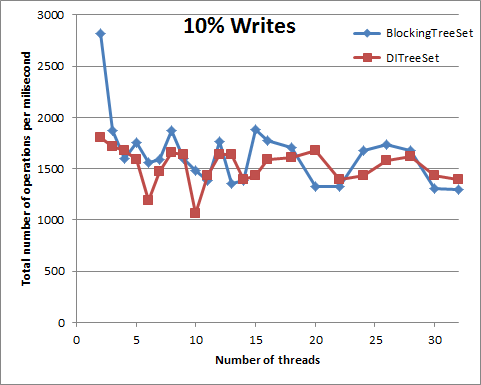 10% Writes
BlockingTreeSet
DITreeSet
Total number of operations per milisecond
3000
2500
2000
1500
1000
500
0
0 5 10 15 20 25 30
Number of threads